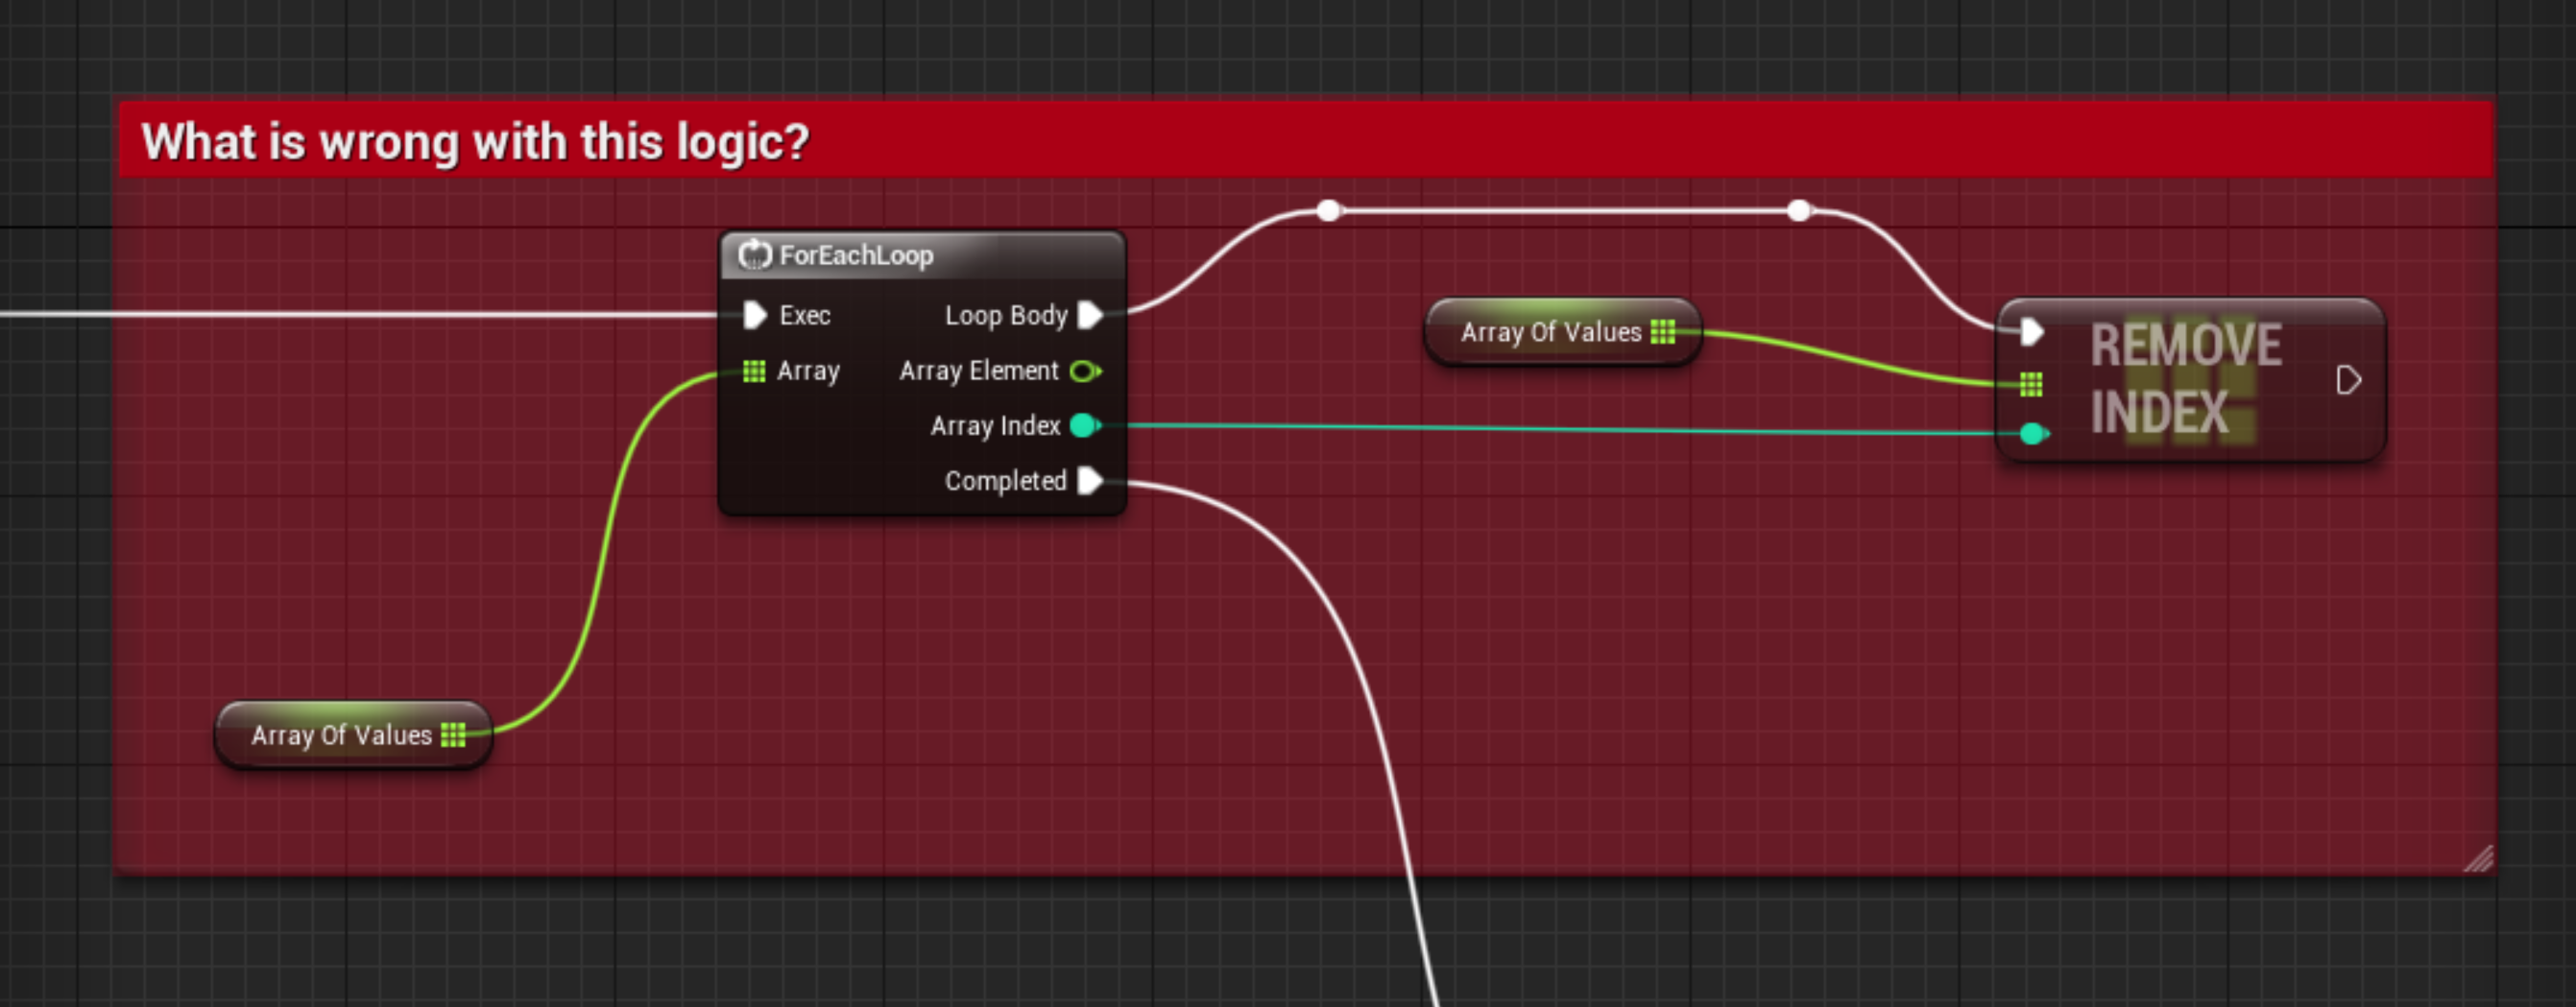 What is wrong with this logic?
ForEachLoop
Exec
Loop Body
Array
Array Element
Array Index
Completed
Array Of Values
REMOVE
INDEX
Array Of Values